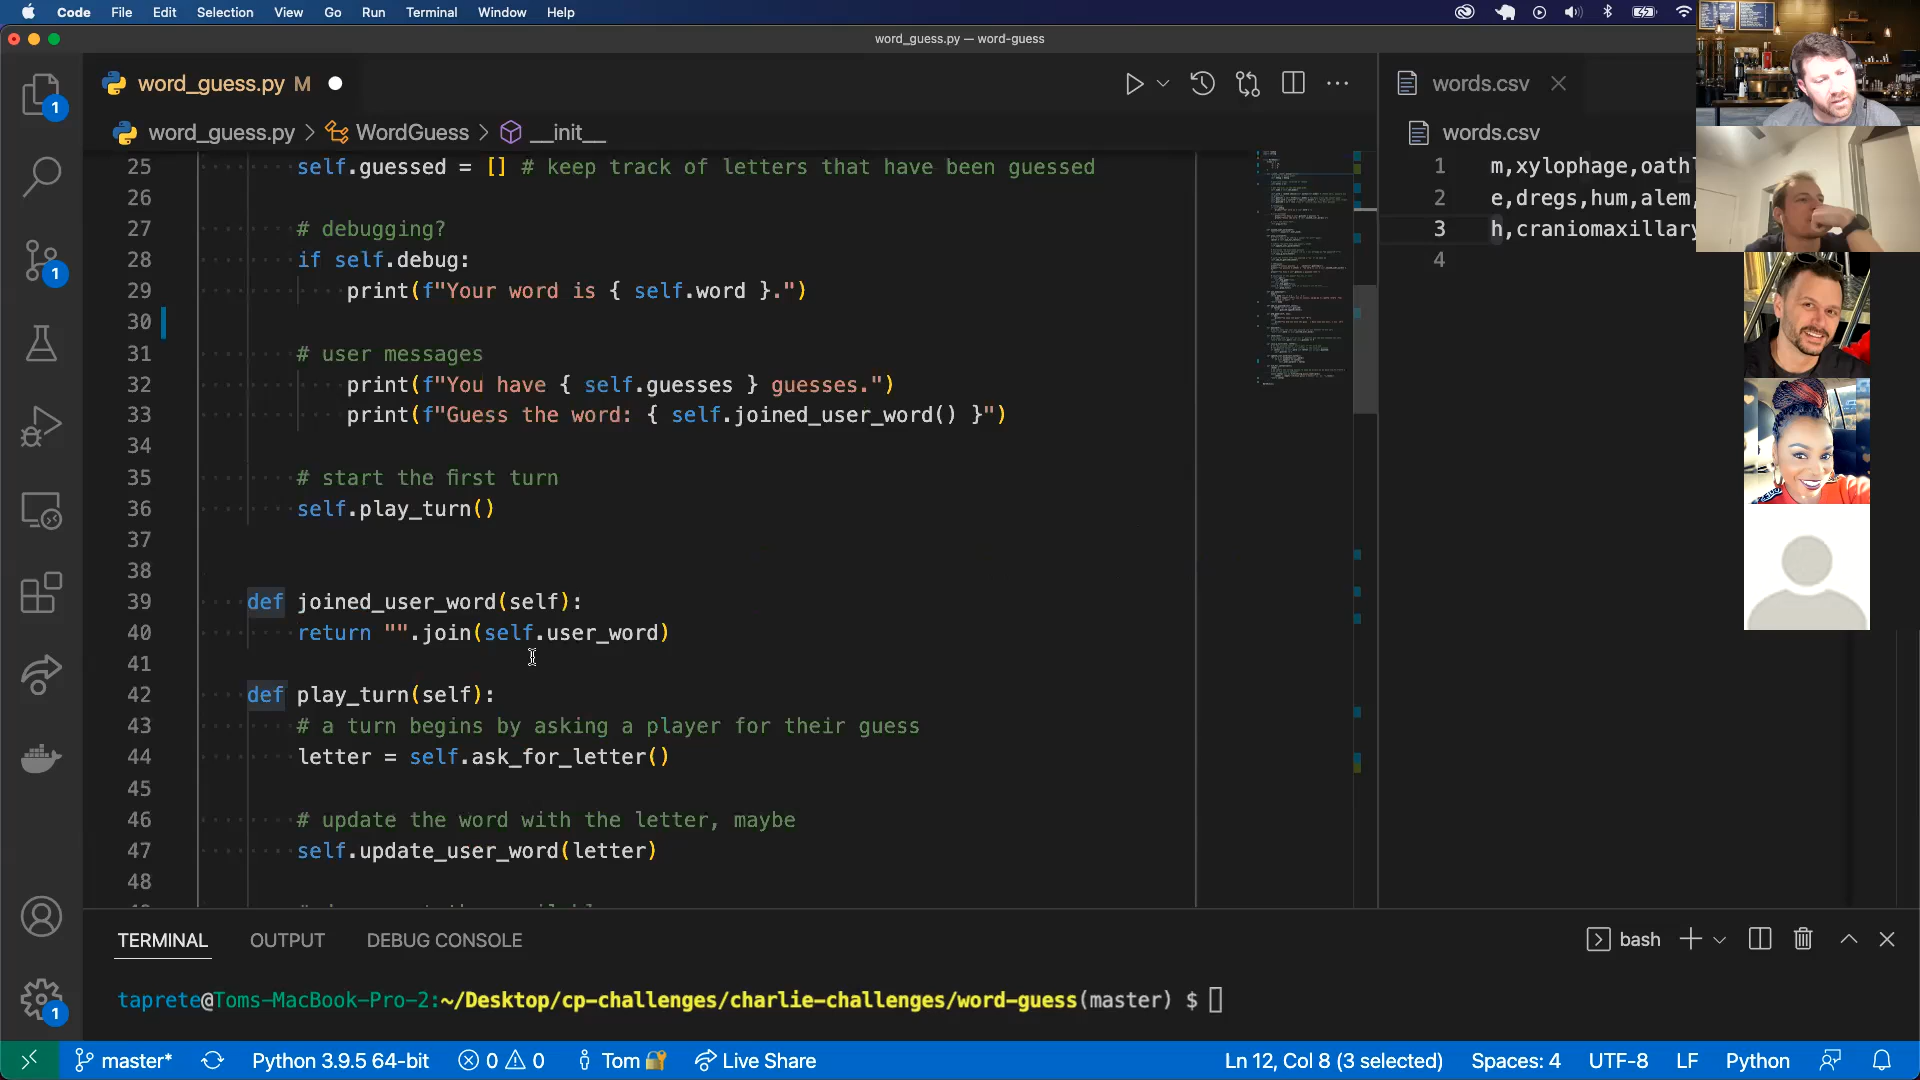 Code File Edit Selection View Go Run Terminal Window Help
word_guess.py — word-guess
word_guess.py M
words.csv
word_guess.py > WordGuess > __init__
words.csv
25 self.guessed = [] # keep track of letters that have been guessed
26
27 # debugging?
28 if self.debug:
29 print(f"Your word is { self.word }.")
30
31 # user messages
32 print(f"You have { self.guesses } guesses.")
33 print(f"Guess the word: { self.joined_user_word() }")
34
35 # start the first turn
36 self.play_turn()
37
38
39 def joined_user_word(self):
40 return "".join(self.user_word)
41
42 def play_turn(self):
43 # a turn begins by asking a player for their guess
44 letter = self.ask_for_letter()
45
46 # update the word with the letter, maybe
47 self.update_user_word(letter)
48
1 m,xylophage,oath
2 e,dregs,hum,alem,
3 h,craniomaxillary
4
1
1
1
TERMINAL OUTPUT DEBUG CONSOLE
bash
taprete@Toms-MacBook-Pro-2:~/Desktop/cp-challenges/charlie-challenges/word-guess(master) $
master* Python 3.9.5 64-bit 0 0 Tom Live Share Ln 12, Col 8 (3 selected) Spaces: 4 UTF-8 LF Python